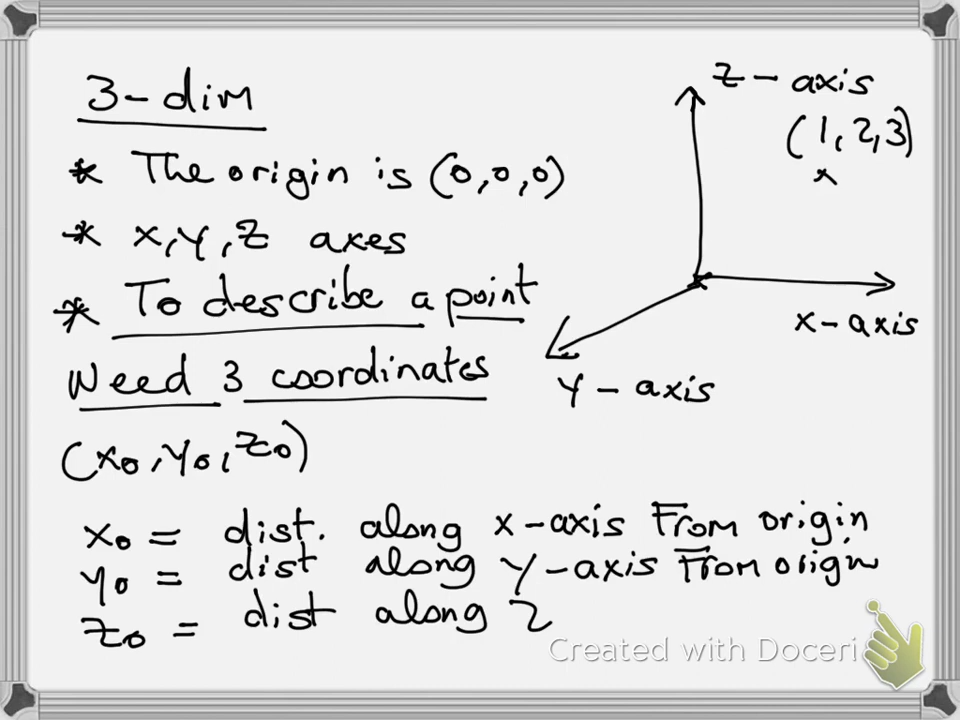 3-dim
* The origin is (0,0,0)
* x,y,z axes
* To describe a point
Need 3 coordinates
(x₀,y₀,z₀)
x₀ = dist. along x-axis From origin
y₀ = dist along y-axis From origin
z₀ = dist along z
z-axis
(1,2,3)
x
x-axis
y-axis
Created with Doceri